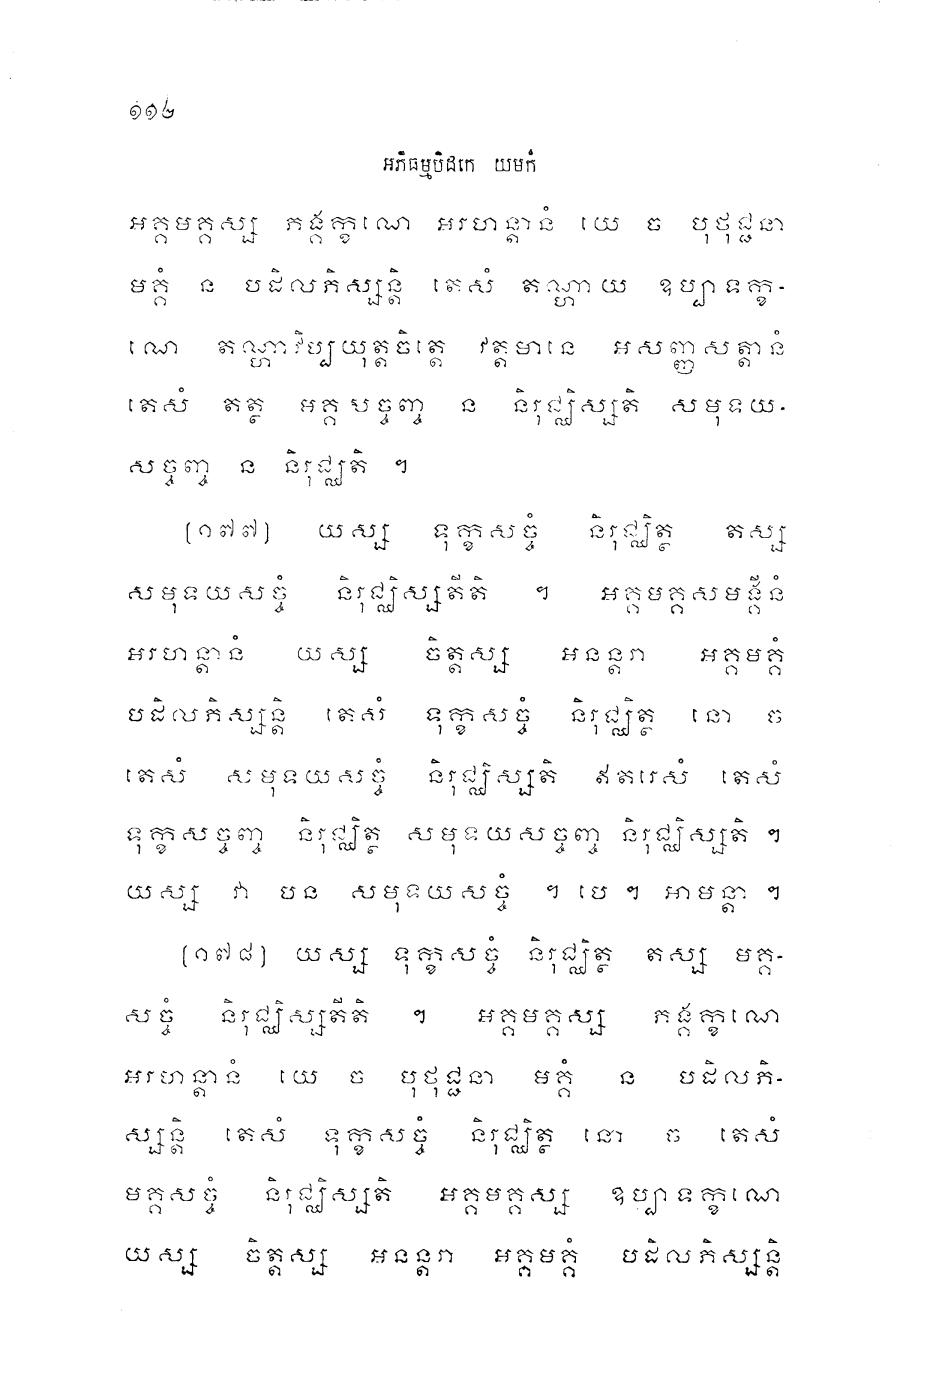 ១១២
អភិធម្មបិដកេ យមកំ
អគ្គមគ្គស្ស ភង្គក្ខណេ អរហន្តានំ យេ ច បុថុជ្ជនា
មគ្គំ ន បដិលភិស្សន្តិ តេសំ តណ្ហាយ ឧប្បាទក្ខ-
ណេ តណ្ហាវិប្បយុត្តចិត្តេ វត្តមានេ អសញ្ញសត្តានំ
តេសំ តត្ថ អគ្គបច្ចញ្ច ន និរុជ្ឈិស្សតិ សមុទយ-
សច្ចញ្ច ន និរុជ្ឈតិ ។
(១៧៧) យស្ស ទុក្ខសច្ចំ និរុជ្ឈិត្ថ តស្ស
សមុទយសច្ចំ និរុជ្ឈិស្សតីតិ ។ អគ្គមគ្គសមង្គីនំ
អរហន្តានំ យស្ស ចិត្តស្ស អនន្តរា អគ្គមគ្គំ
បដិលភិស្សន្តិ តេសំ ទុក្ខសច្ចំ និរុជ្ឈិត្ថ នោ ច
តេសំ សមុទយសច្ចំ និរុជ្ឈិស្សតិ ឥតរេសំ តេសំ
ទុក្ខសច្ចញ្ច និរុជ្ឈិត្ថ សមុទយសច្ចញ្ច និរុជ្ឈិស្សតិ ។
យស្ស វា បន សមុទយសច្ចំ ។ បេ ។ អាមន្តា ។
(១៧៨) យស្ស ទុក្ខសច្ចំ និរុជ្ឈិត្ថ តស្ស មគ្គ-
សច្ចំ និរុជ្ឈិស្សតីតិ ។ អគ្គមគ្គស្ស ភង្គក្ខណេ
អរហន្តានំ យេ ច បុថុជ្ជនា មគ្គំ ន បដិលភិ-
ស្សន្តិ តេសំ ទុក្ខសច្ចំ និរុជ្ឈិត្ថ នោ ច តេសំ
មគ្គសច្ចំ និរុជ្ឈិស្សតិ អគ្គមគ្គស្ស ឧប្បាទក្ខណេ
យស្ស ចិត្តស្ស អនន្តរា អគ្គមគ្គំ បដិលភិស្សន្តិ